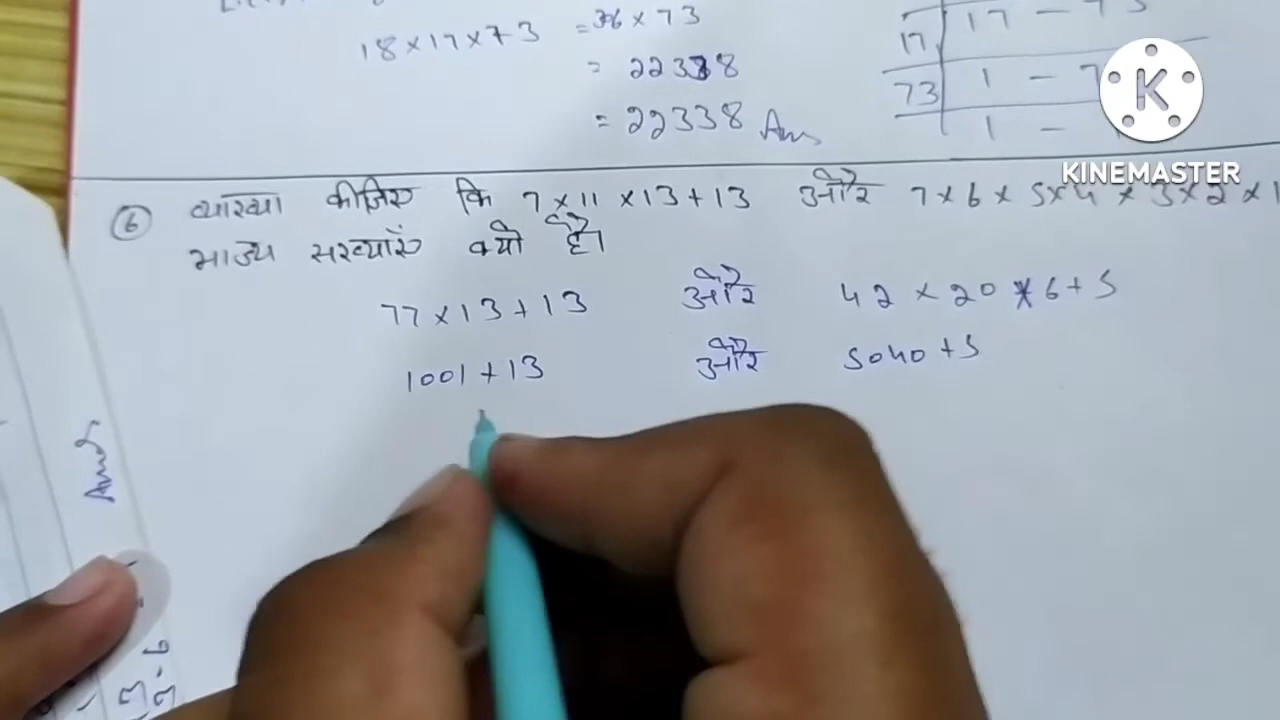 18×17×73 = 306 × 73
= 22338
= 22338 Ans
17 | 17 - 73
73 | 1 - 7
1 -
KINEMASTER
⑥ व्याख्या कीजिए कि 7×11×13+13 और 7×6×5×4×3×2×1
भाज्य संख्याएँ क्यो है।
77×13+13 और 42×20×6+5
1001+13 और 5040+5
Ans